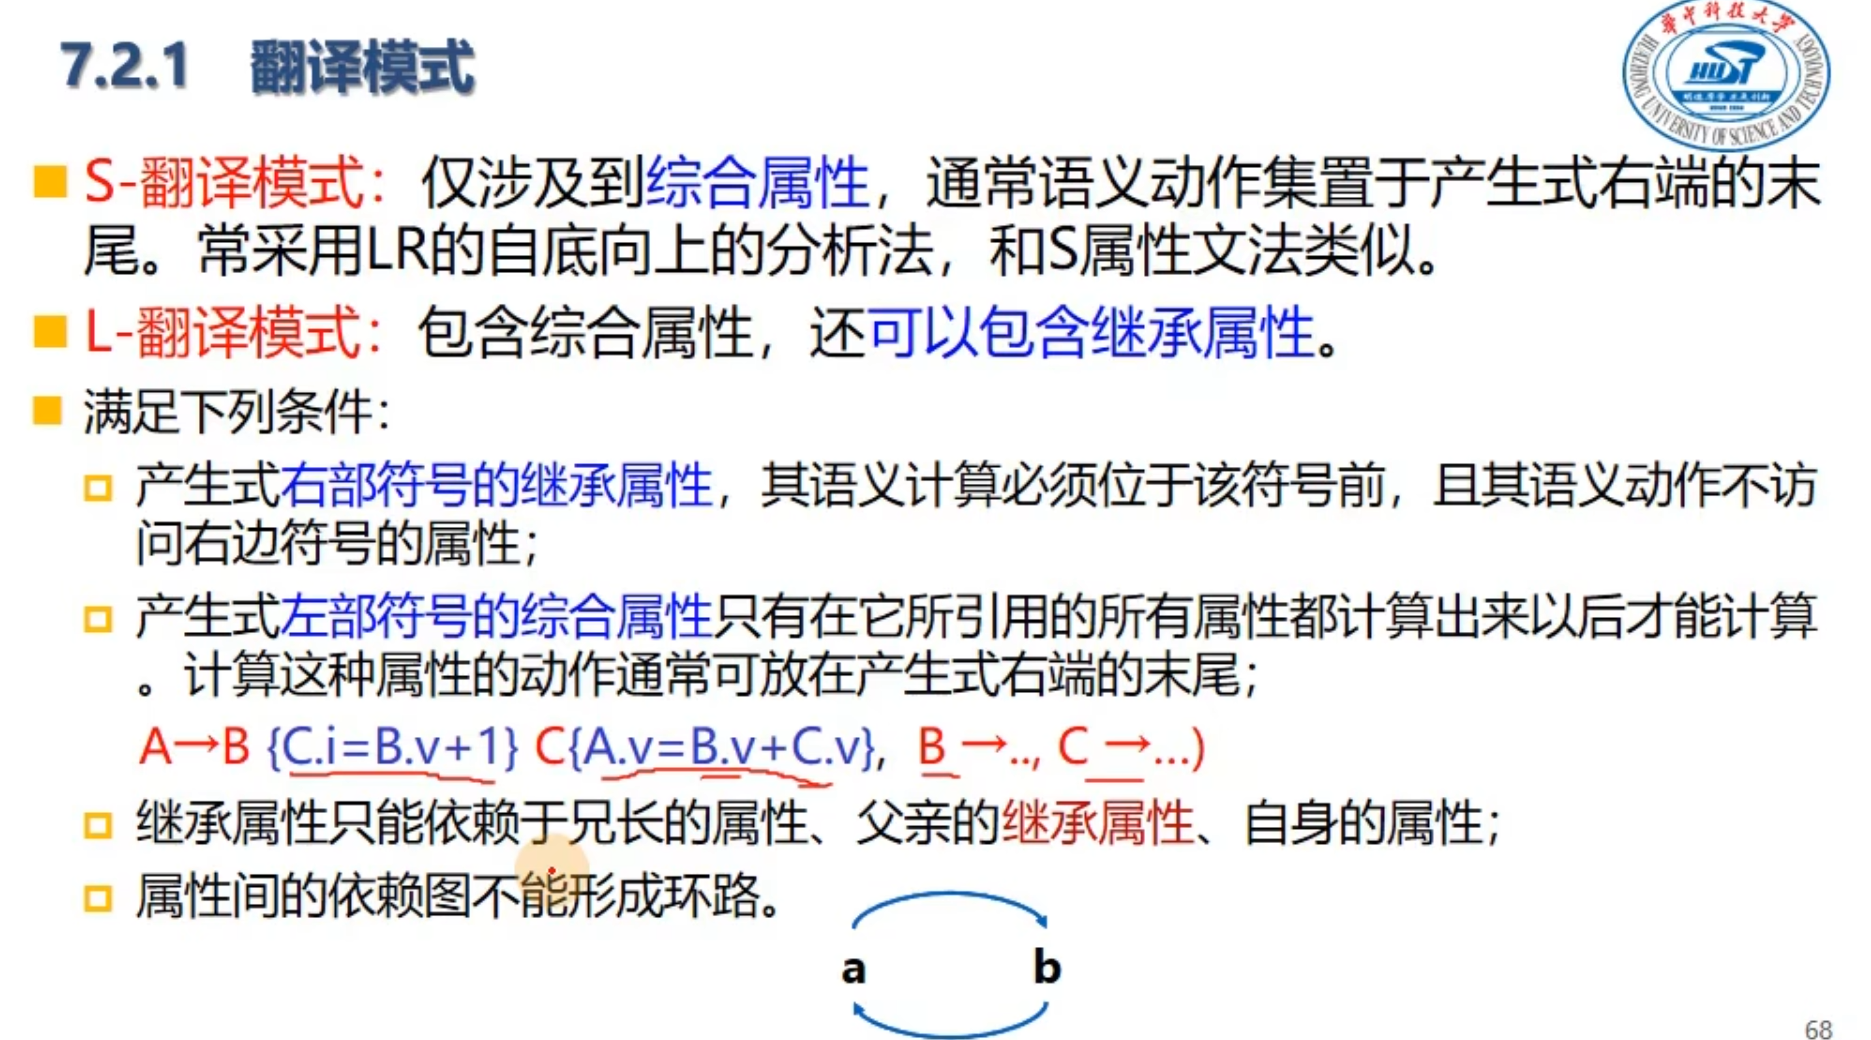 7.2.1 翻译模式
华中科技大学
HUAZHONG UNIVERSITY OF SCIENCE AND TECHNOLOGY
HUST
S-翻译模式：仅涉及到综合属性，通常语义动作集置于产生式右端的末
尾。常采用LR的自底向上的分析法，和S属性文法类似。
L-翻译模式：包含综合属性，还可以包含继承属性。
满足下列条件：
产生式右部符号的继承属性，其语义计算必须位于该符号前，且其语义动作不访
问右边符号的属性；
产生式左部符号的综合属性只有在它所引用的所有属性都计算出来以后才能计算
。计算这种属性的动作通常可放在产生式右端的末尾；
A→B {C.i=B.v+1} C{A.v=B.v+C.v}, B →.., C →...)
继承属性只能依赖于兄长的属性、父亲的继承属性、自身的属性；
属性间的依赖图不能形成环路。
a b
68